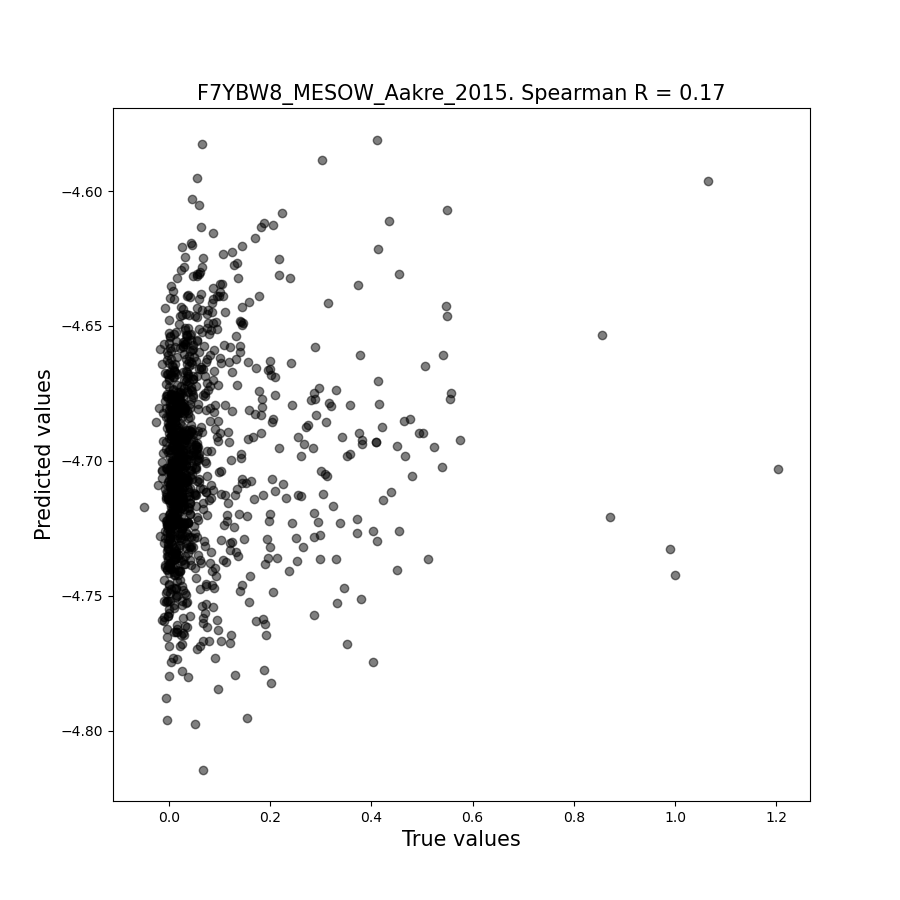 F7YBW8_MESOW_Aakre_2015. Spearman R = 0.17
Predicted values
−4.60
−4.65
−4.70
−4.75
−4.80
0.0 0.2 0.4 0.6 0.8 1.0 1.2
True values